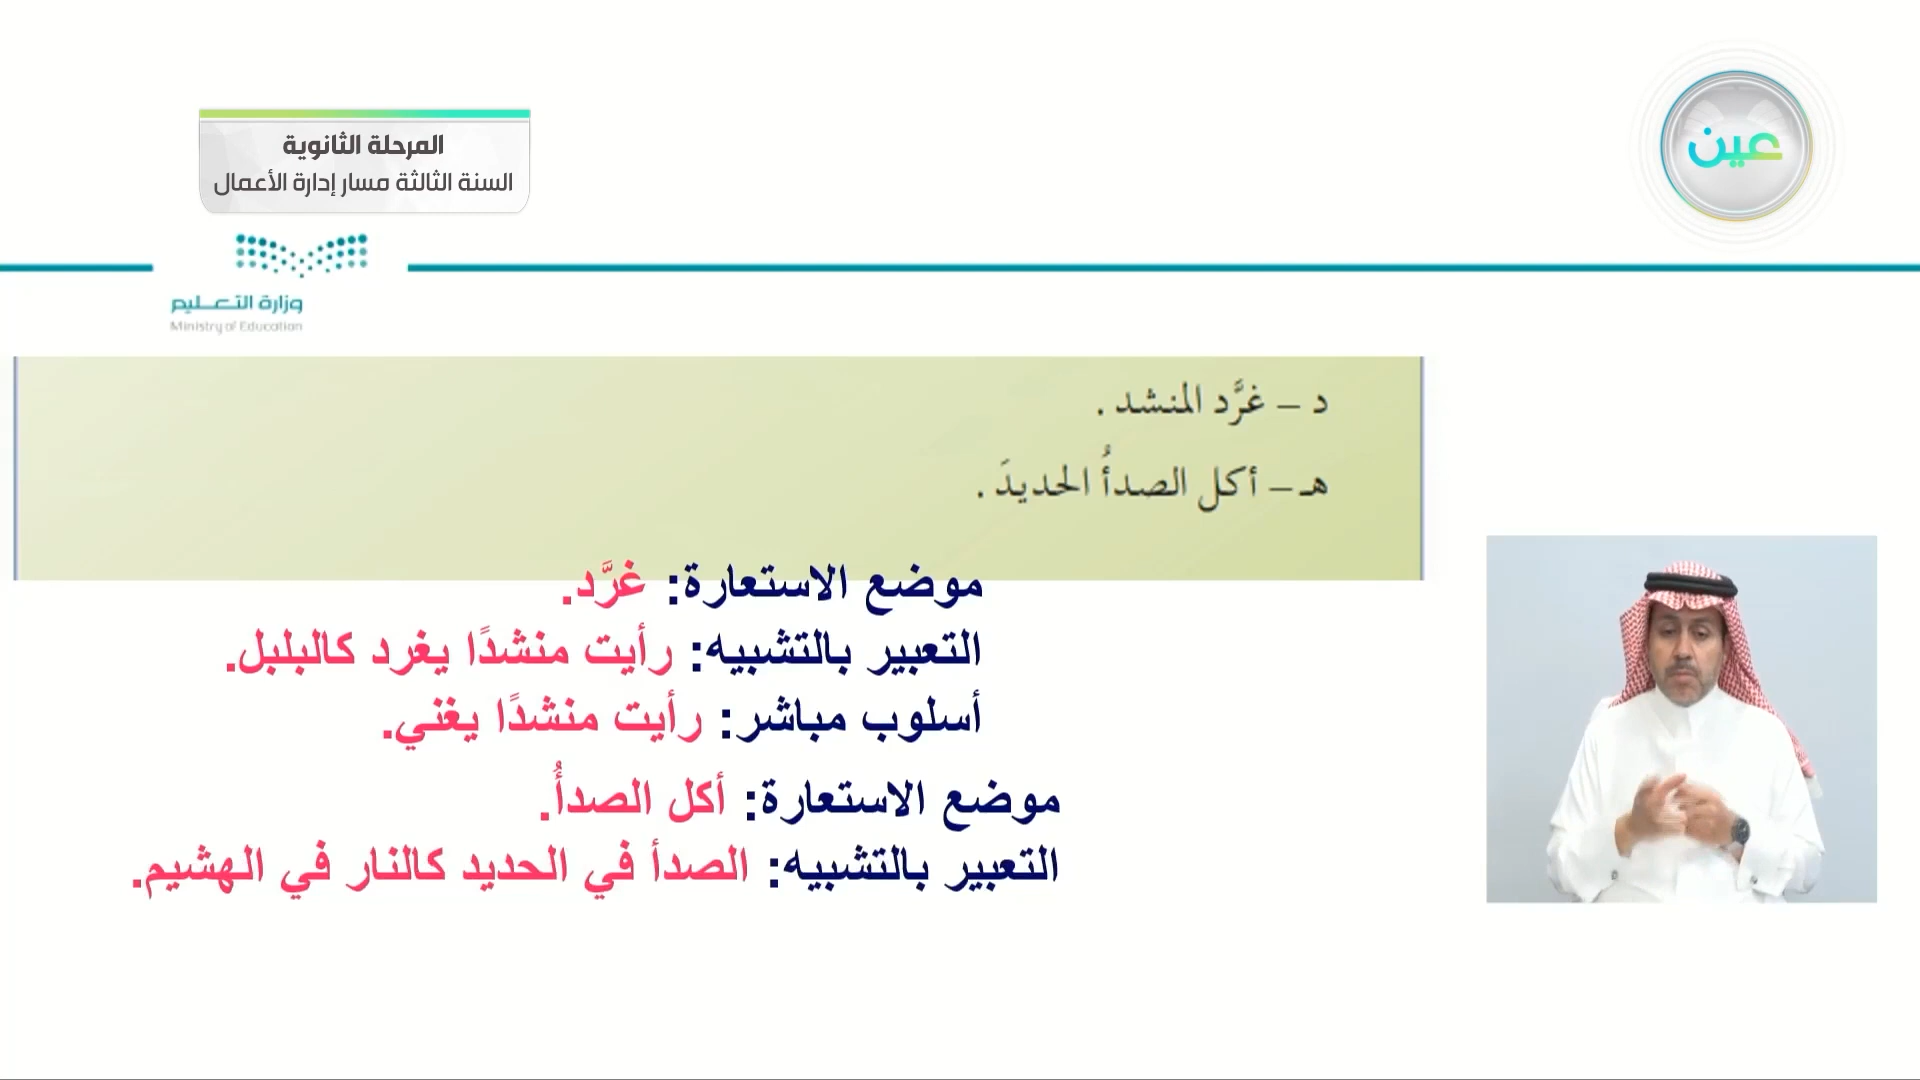 المرحلة الثانوية
السنة الثالثة مسار إدارة الأعمال
عين
وزارة التعليم
Ministry of Education
د – غرَّد المنشد .
هـ – أكل الصدأُ الحديدَ .
موضع الاستعارة: غرَّد.
التعبير بالتشبيه: رأيت منشدًا يغرد كالبلبل.
أسلوب مباشر: رأيت منشدًا يغني.
موضع الاستعارة: أكل الصدأُ.
التعبير بالتشبيه: الصدأ في الحديد كالنار في الهشيم.